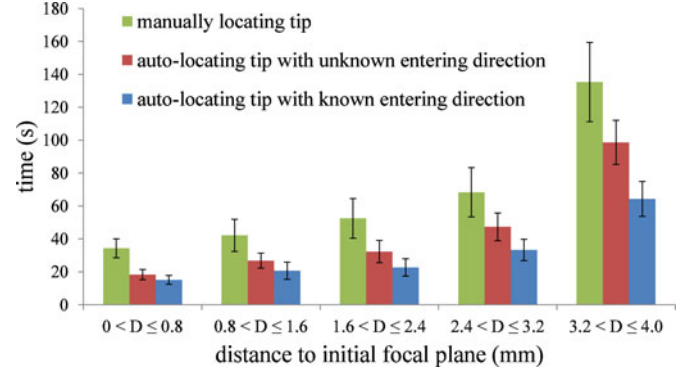 180
160
140
120
100
80
60
40
20
0
time (s)
manually locating tip
auto-locating tip with unknown entering direction
auto-locating tip with known entering direction
0 < D ≤ 0.8
0.8 < D ≤ 1.6
1.6 < D ≤ 2.4
2.4 < D ≤ 3.2
3.2 < D ≤ 4.0
distance to initial focal plane (mm)